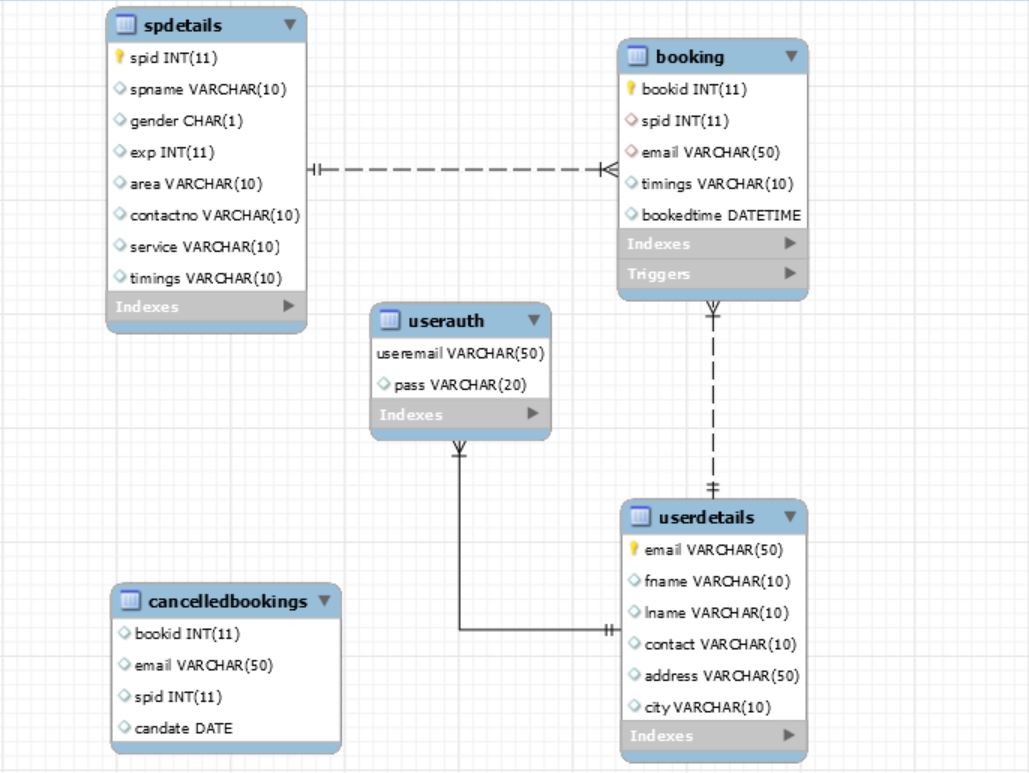 spdetails
spid INT(11)
spname VARCHAR(10)
gender CHAR(1)
exp INT(11)
area VARCHAR(10)
contactno VARCHAR(10)
service VARCHAR(10)
timings VARCHAR(10)
Indexes
booking
bookid INT(11)
spid INT(11)
email VARCHAR(50)
timings VARCHAR(10)
bookedtime DATETIME
Indexes
Triggers
userauth
useremail VARCHAR(50)
pass VARCHAR(20)
Indexes
userdetails
email VARCHAR(50)
fname VARCHAR(10)
lname VARCHAR(10)
contact VARCHAR(10)
address VARCHAR(50)
city VARCHAR(10)
Indexes
cancelledbookings
bookid INT(11)
email VARCHAR(50)
spid INT(11)
candate DATE